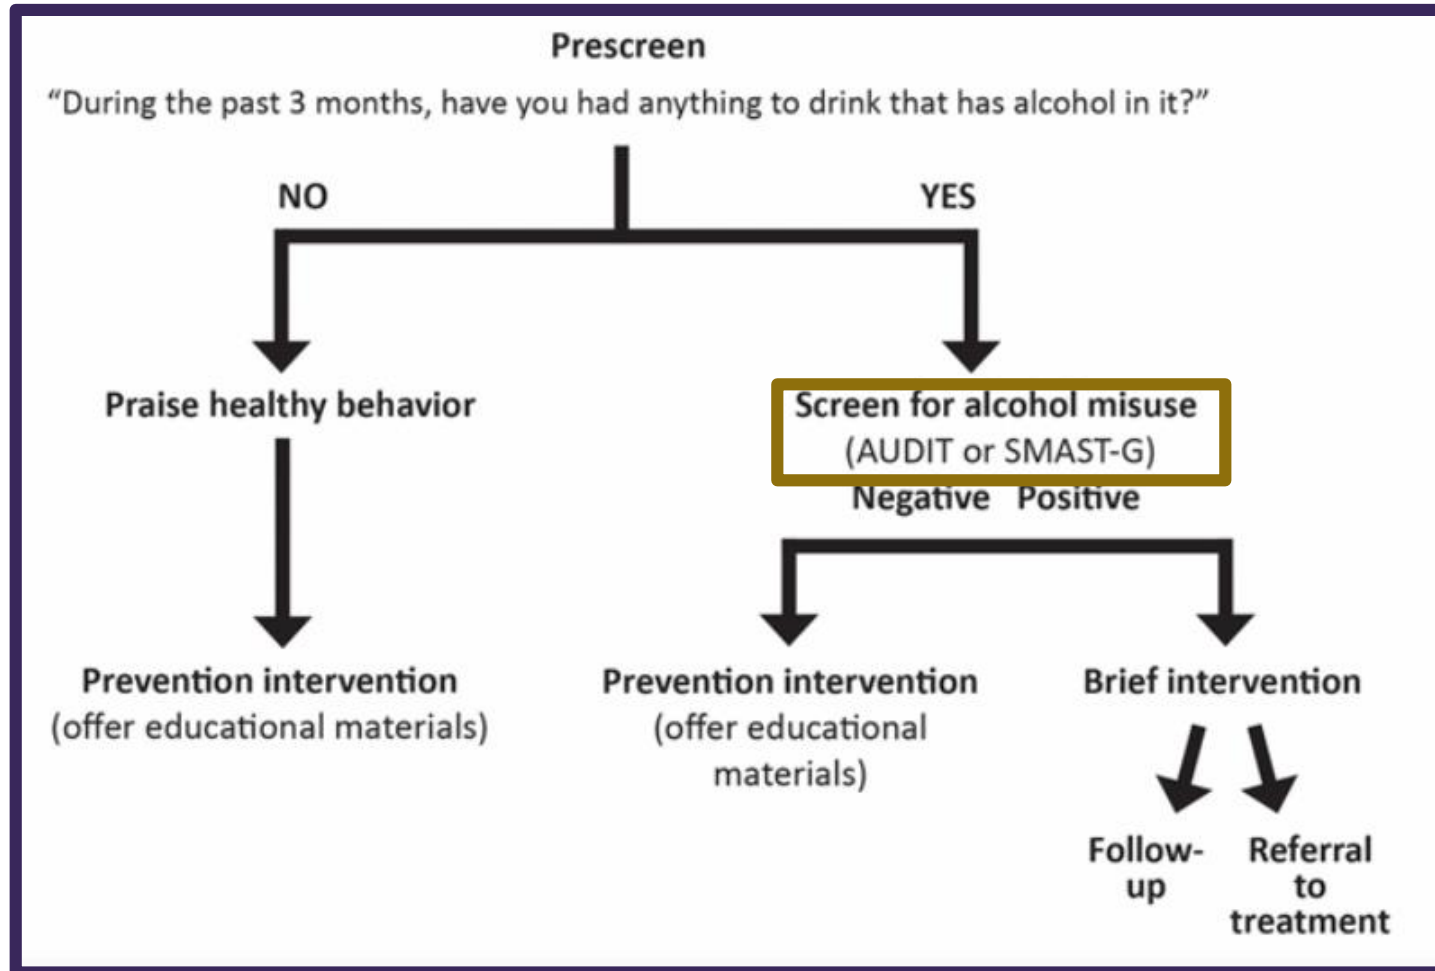 Prescreen
“During the past 3 months, have you had anything to drink that has alcohol in it?”
NO
YES
Praise healthy behavior
Screen for alcohol misuse
(AUDIT or SMAST-G)
Negative Positive
Prevention intervention
(offer educational materials)
Prevention intervention
(offer educational
materials)
Brief intervention
Follow-
up
Referral
to
treatment